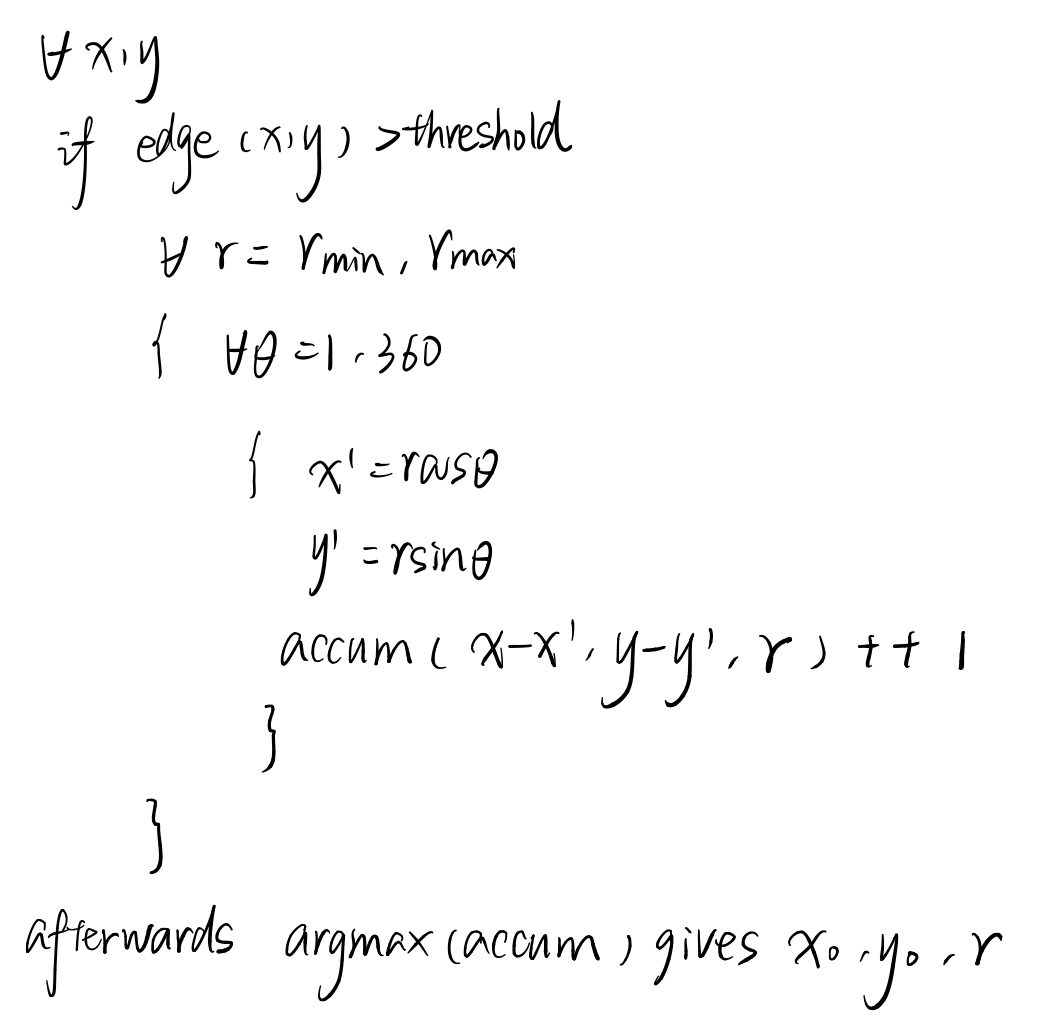 ∀ x, y
if edge (x, y) > threshold
∀ r = rmin, rmax
{ ∀θ = 1, 360
{ x' = rcosθ
y' = rsinθ
accum ( x-x', y-y', r ) ++ 1
}
}
afterwards argmax (accum) gives x₀, y₀, r